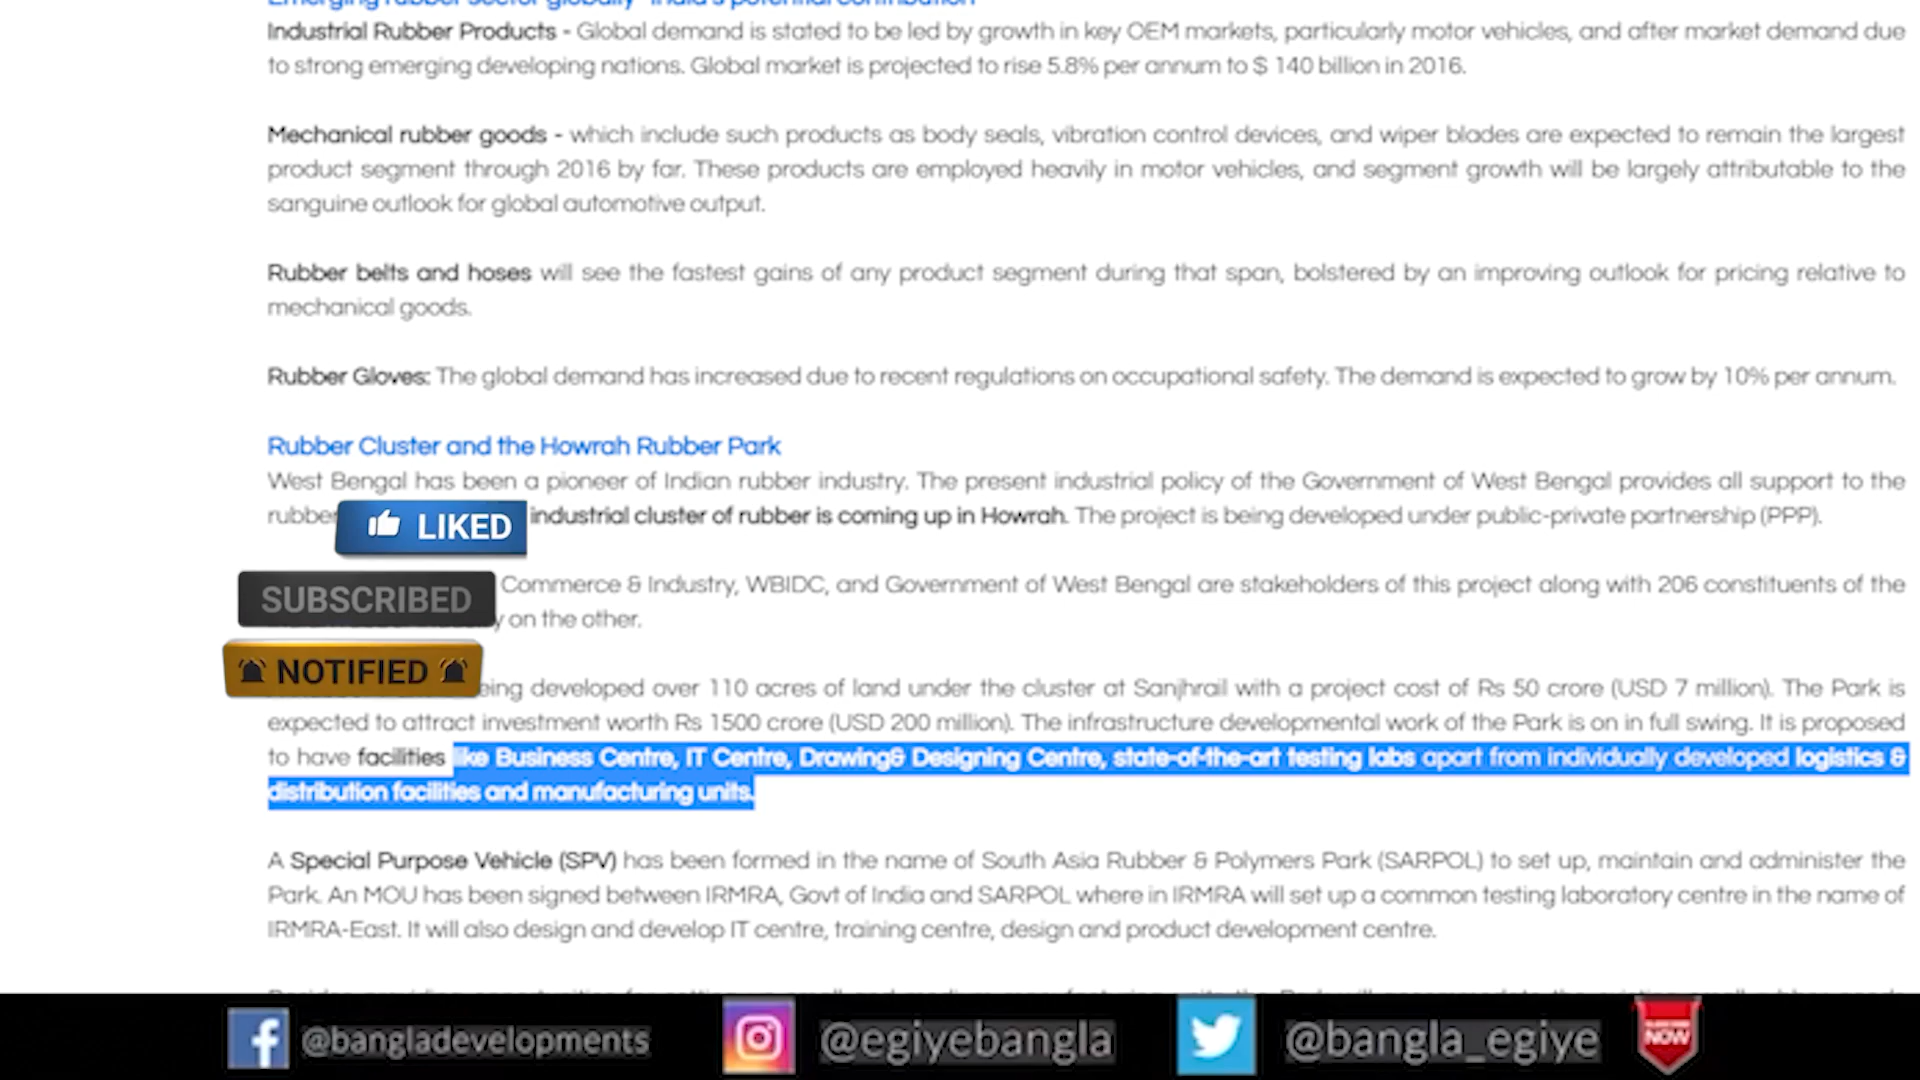 Emerging rubber sector globally- India's potential contribution
Industrial Rubber Products - Global demand is stated to be led by growth in key OEM markets, particularly motor vehicles, and after market demand due
to strong emerging developing nations. Global market is projected to rise 5.8% per annum to $ 140 billion in 2016.
Mechanical rubber goods - which include such products as body seals, vibration control devices, and wiper blades are expected to remain the largest
product segment through 2016 by far. These products are employed heavily in motor vehicles, and segment growth will be largely attributable to the
sanguine outlook for global automotive output.
Rubber belts and hoses will see the fastest gains of any product segment during that span, bolstered by an improving outlook for pricing relative to
mechanical goods.
Rubber Gloves: The global demand has increased due to recent regulations on occupational safety. The demand is expected to grow by 10% per annum.
Rubber Cluster and the Howrah Rubber Park
West Bengal has been a pioneer of Indian rubber industry. The present industrial policy of the Government of West Bengal provides all support to the
rubber industrial cluster of rubber is coming up in Howrah. The project is being developed under public-private partnership (PPP).
LIKED
Commerce & Industry, WBIDC, and Government of West Bengal are stakeholders of this project along with 206 constituents of the
SUBSCRIBED
y on the other.
NOTIFIED
eing developed over 110 acres of land under the cluster at Sanjhrail with a project cost of Rs 50 crore (USD 7 million). The Park is
expected to attract investment worth Rs 1500 crore (USD 200 million). The infrastructure developmental work of the Park is on in full swing. It is proposed
to have facilities like Business Centre, IT Centre, Drawing& Designing Centre, state-of-the-art testing labs apart from individually developed logistics &
distribution facilities and manufacturing units.
A Special Purpose Vehicle (SPV) has been formed in the name of South Asia Rubber & Polymers Park (SARPOL) to set up, maintain and administer the
Park. An MOU has been signed between IRMRA, Govt of India and SARPOL where in IRMRA will set up a common testing laboratory centre in the name of
IRMRA-East. It will also design and develop IT centre, training centre, design and product development centre.
@bangladevelopments
@egiyebangla
@bangla_egiye
NOW